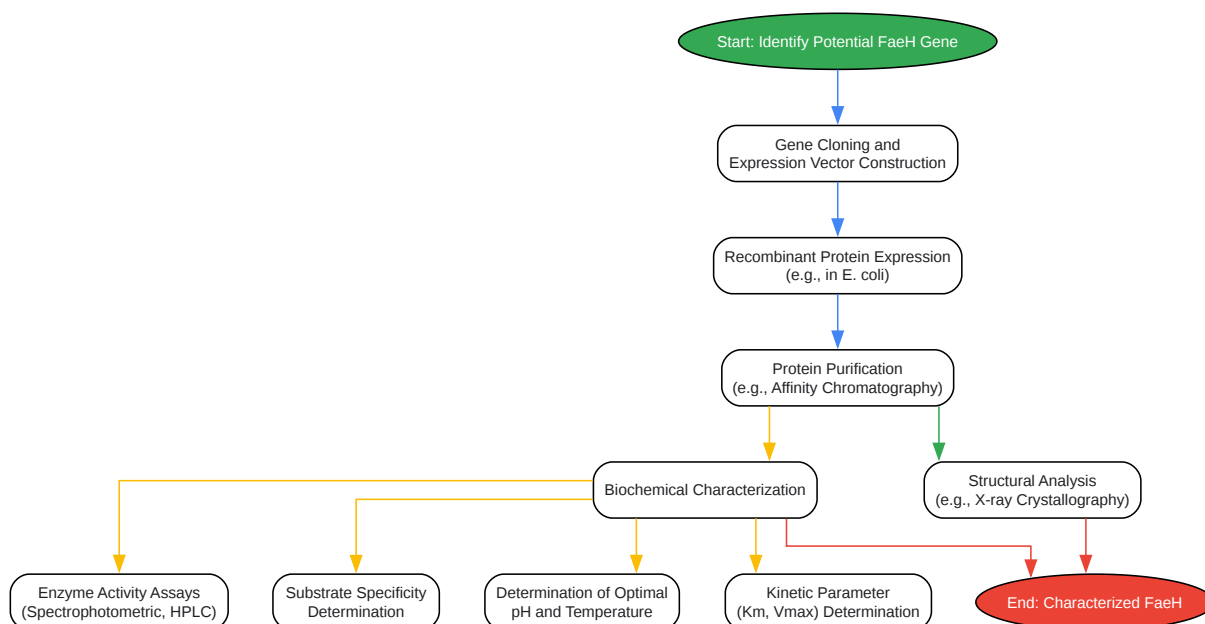 Start: Identify Potential FaeH Gene
Gene Cloning and
Expression Vector Construction
Recombinant Protein Expression
(e.g., in E. coli)
Protein Purification
(e.g., Affinity Chromatography)
Biochemical Characterization
Structural Analysis
(e.g., X-ray Crystallography)
Enzyme Activity Assays
(Spectrophotometric, HPLC)
Substrate Specificity
Determination
Determination of Optimal
pH and Temperature
Kinetic Parameter
(Km, Vmax) Determination
End: Characterized FaeH